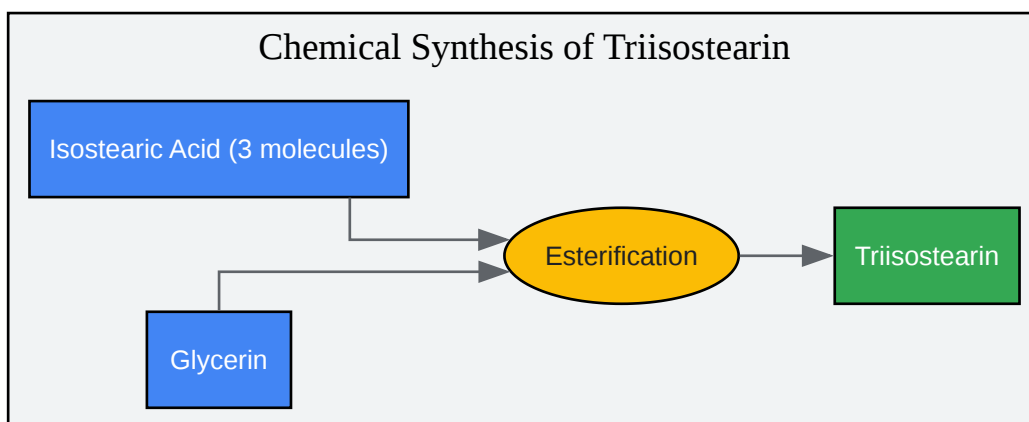 Chemical Synthesis of Triisostearin
Isostearic Acid (3 molecules)
Esterification
Triisostearin
Glycerin